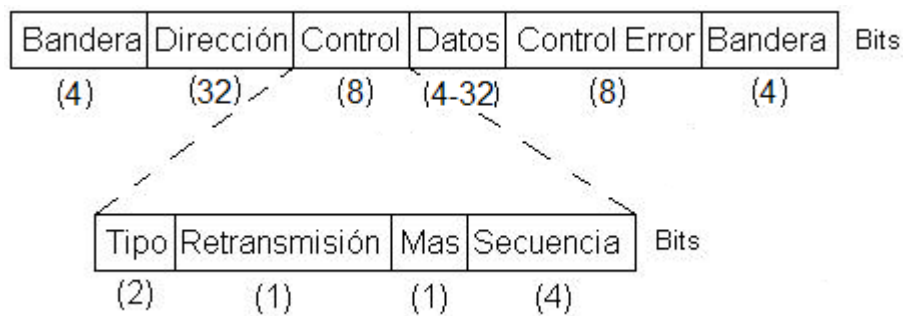 Bandera Dirección Control Datos Control Error Bandera Bits
(4) (32) (8) (4-32) (8) (4)
Tipo Retransmisión Mas Secuencia Bits
(2) (1) (1) (4)